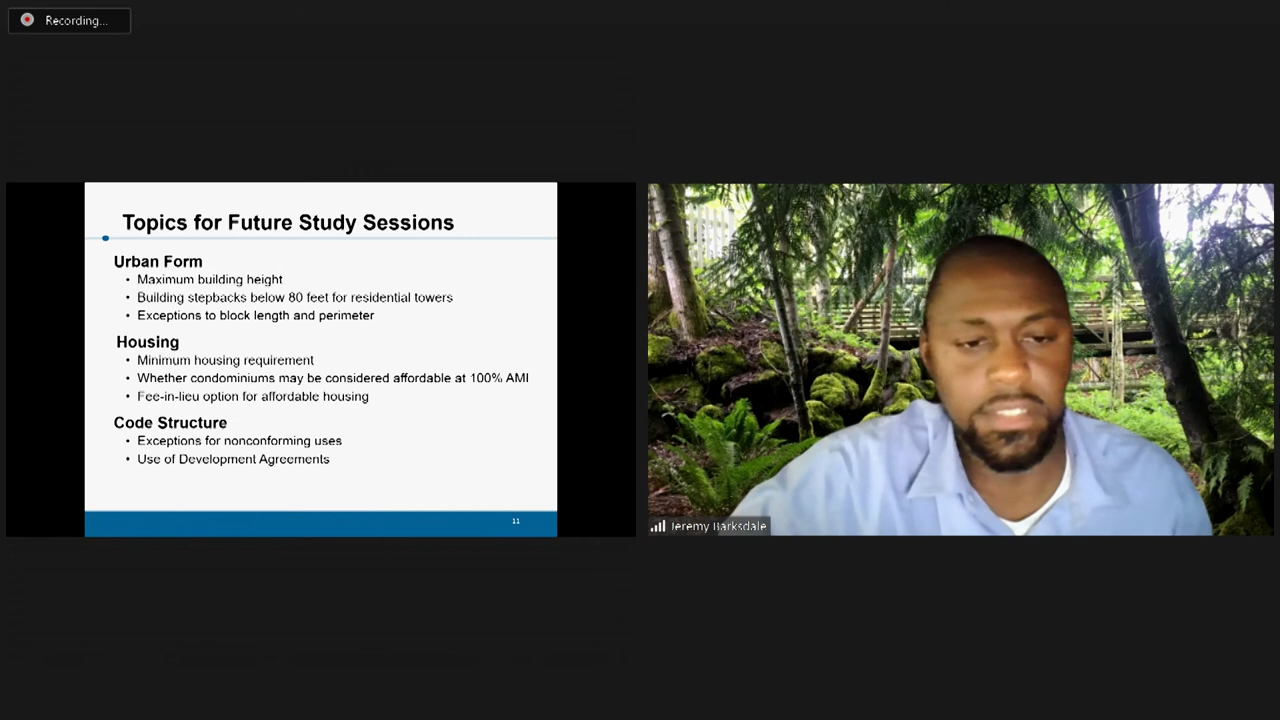 Recording...
Topics for Future Study Sessions
Urban Form
• Maximum building height
• Building stepbacks below 80 feet for residential towers
• Exceptions to block length and perimeter
Housing
• Minimum housing requirement
• Whether condominiums may be considered affordable at 100% AMI
• Fee-in-lieu option for affordable housing
Code Structure
• Exceptions for nonconforming uses
• Use of Development Agreements
11
Jeremy Barksdale